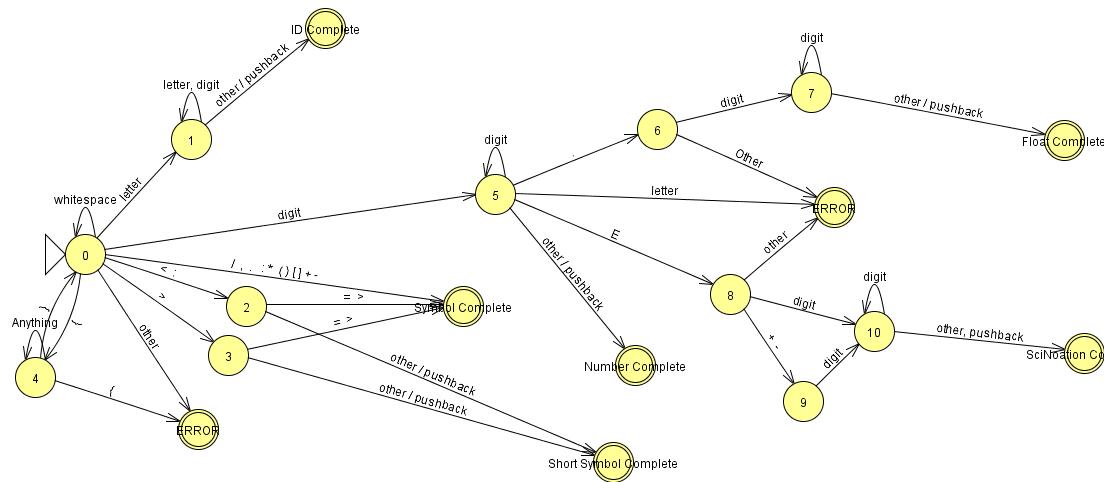 ID Complete
other / pushback
letter, digit
1
letter
whitespace
0
digit
/ , . : * ( ) [ ] + -
< :
>
2
= >
Symbol Complete
= >
3
other / pushback
other / pushback
Short Symbol Complete
Anything
}
{
4
{
other
ERROR
digit
5
.
6
digit
digit
7
other / pushback
Float Complete
Other
letter
ERROR
E
other
other / pushback
Number Complete
8
digit
digit
10
+ -
digit
9
other, pushback
SciNoation Co